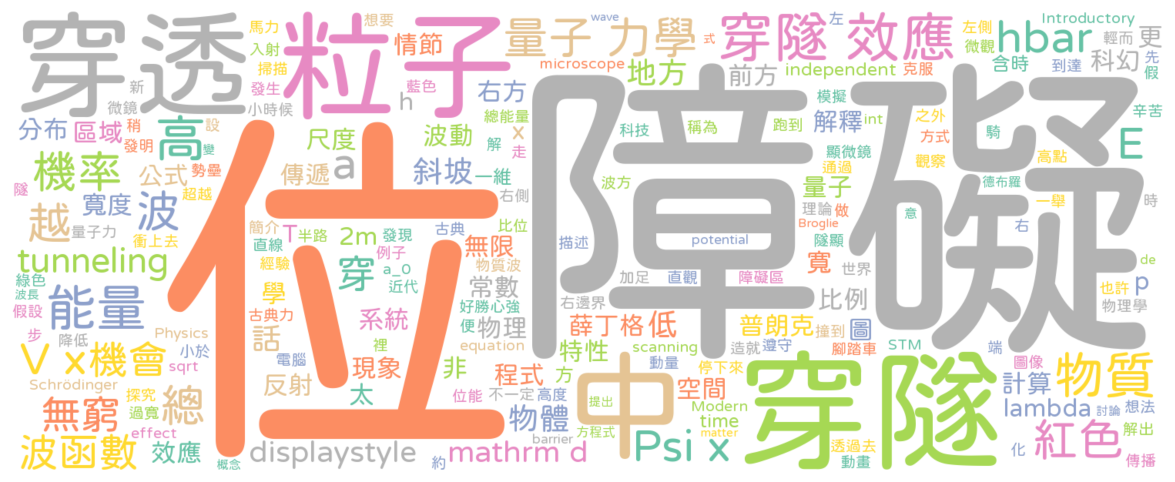 穿透
粒子
情節
量子 力學
穿隧 效應
hbar
更
位
障礙
馬力
想要
wave
左
左側
Introductory
輕而
先
入射
掃描
microscope
式
地方
前方
independent
克服
微觀
含時
科幻
到達
假
新
發生
藍色
h
右方
模擬
辛苦
微鏡
小時候
總能量
x
科技
稱為
跑到
解釋
int
之外
騎
E
分布
區域
稍
設
高
發明
變
尺度
波動
解
走
顯微鏡
通過
方式
觀察
高點
機率
公式
勢壘
傳遞
a
斜坡
一維
波方
量子
德布羅
一舉
隧
寬度
波
超越
右側
理論
做
意
右
時
越
量子力
衝上去
簡介
T
半路
2m
發現
古典
比位
描述
potential
Broglie
隧顯
tunneling
直線
例子
無限
寬
世界
de
綠色
經驗
a_0
物質波
穿
加足
直觀
障礙區
也許
p
波長
能量
學
近代
常數
右邊界
比例
物理學
假設
古典力
好勝心強
步
降低
Physics
話
系統
便
物理
薛丁格
低
普朗克
造就
遵守
圖
撞到
腳踏車
V x
機會
小於
電腦
裡
equation
特性
scanning
動量
STM
端
圖像
sqrt
現象
非
方
程式
停下來
Schrödinger
探究
總
反射
太
位能
不一定
高度
空間
計算
物質
無窮
過寬
物體
中
Modern
time
lambda
討論
想法
波函數
effect
效應
概念
displaystyle
mathrm d
約
barrier
提出
方程式
matter
Psi x
穿隧
透過去
動畫
紅色
解出
化
傳播